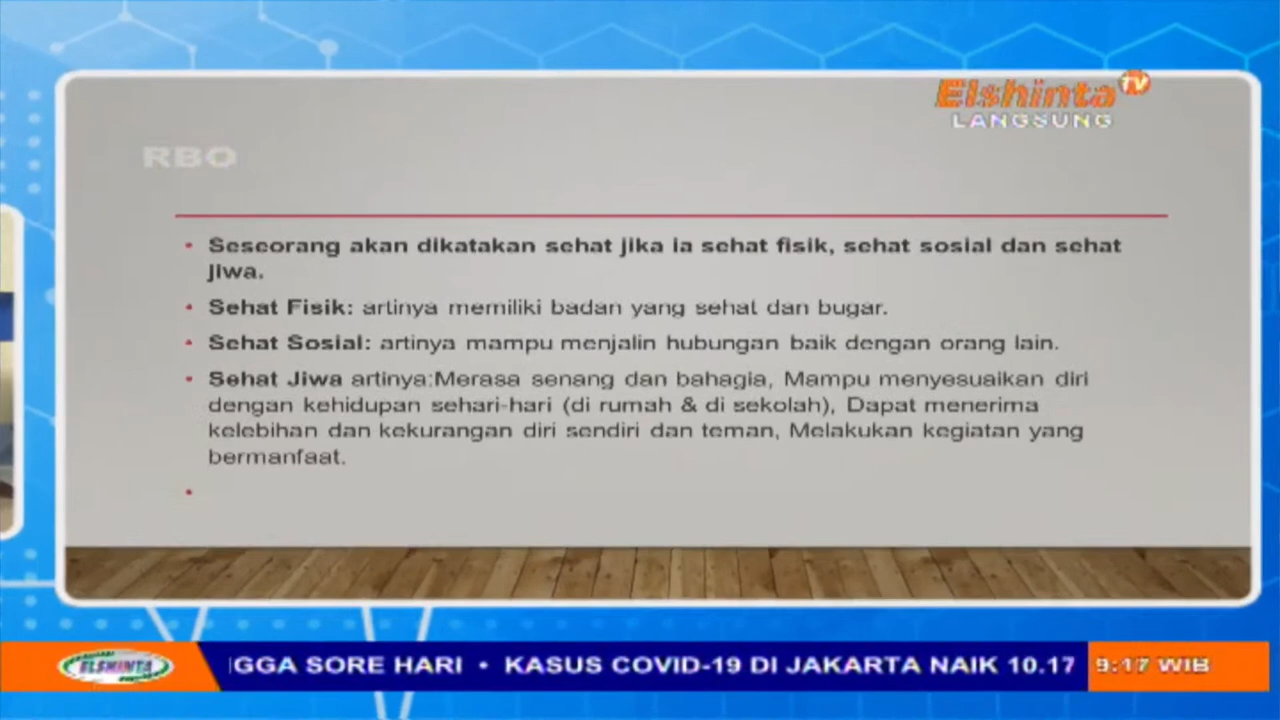 Elshinta TV
LANGSUNG
RBO
• Seseorang akan dikatakan sehat jika ia sehat fisik, sehat sosial dan sehat
jiwa.
• Sehat Fisik: artinya memiliki badan yang sehat dan bugar.
• Sehat Sosial: artinya mampu menjalin hubungan baik dengan orang lain.
• Sehat Jiwa artinya:Merasa senang dan bahagia, Mampu menyesuaikan diri
dengan kehidupan sehari-hari (di rumah & di sekolah), Dapat menerima
kelebihan dan kekurangan diri sendiri dan teman, Melakukan kegiatan yang
bermanfaat.
•
ELSHINTA GGA SORE HARI • KASUS COVID-19 DI JAKARTA NAIK 10.17 9:17 WIB